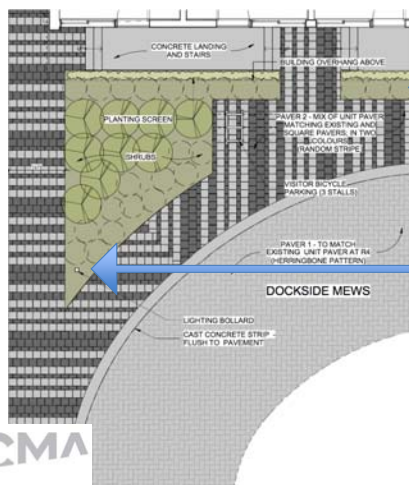 CONCRETE LANDING
AND STAIRS
BUILDING OVERHANG ABOVE
PLANTING SCREEN
PAVER 2 - MIX OF UNIT PAVER
MATCHING EXISTING AND
SQUARE PAVERS, IN TWO
COLOURS
(RANDOM STRIPE)
SHRUBS
VISITOR BICYCLE
PARKING (3 STALLS)
PAVER 1 - TO MATCH
EXISTING UNIT PAVER AT R4
(HERRINGBONE PATTERN)
DOCKSIDE MEWS
LIGHTING BOLLARD
CAST CONCRETE STRIP -
FLUSH TO PAVEMENT
CMA